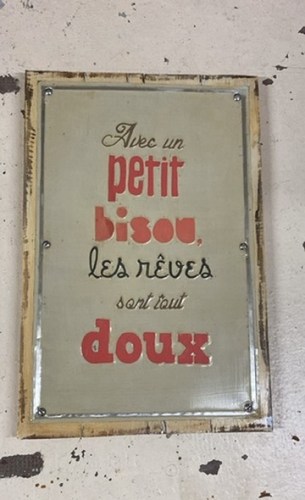 Avec un
petit
bisou,
les rêves
sont tout
doux